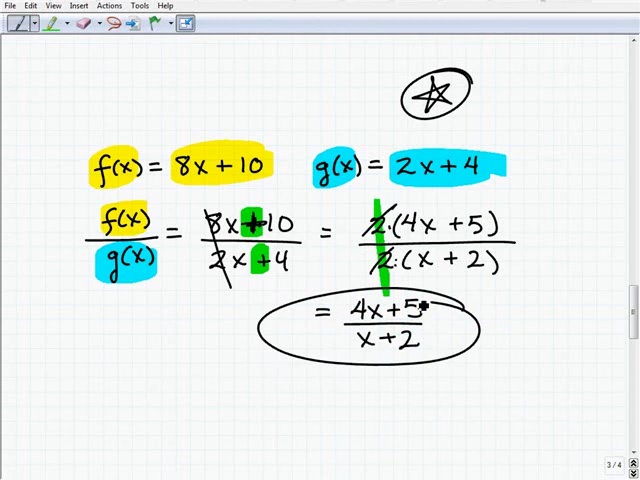 File Edit View Insert Actions Tools Help
f(x) = 8x + 10 g(x) = 2x + 4
f(x)/g(x) = 8x + 10/2x + 4 = 2·(4x + 5)/2·(x + 2)
= 4x + 5/x + 2
3/4